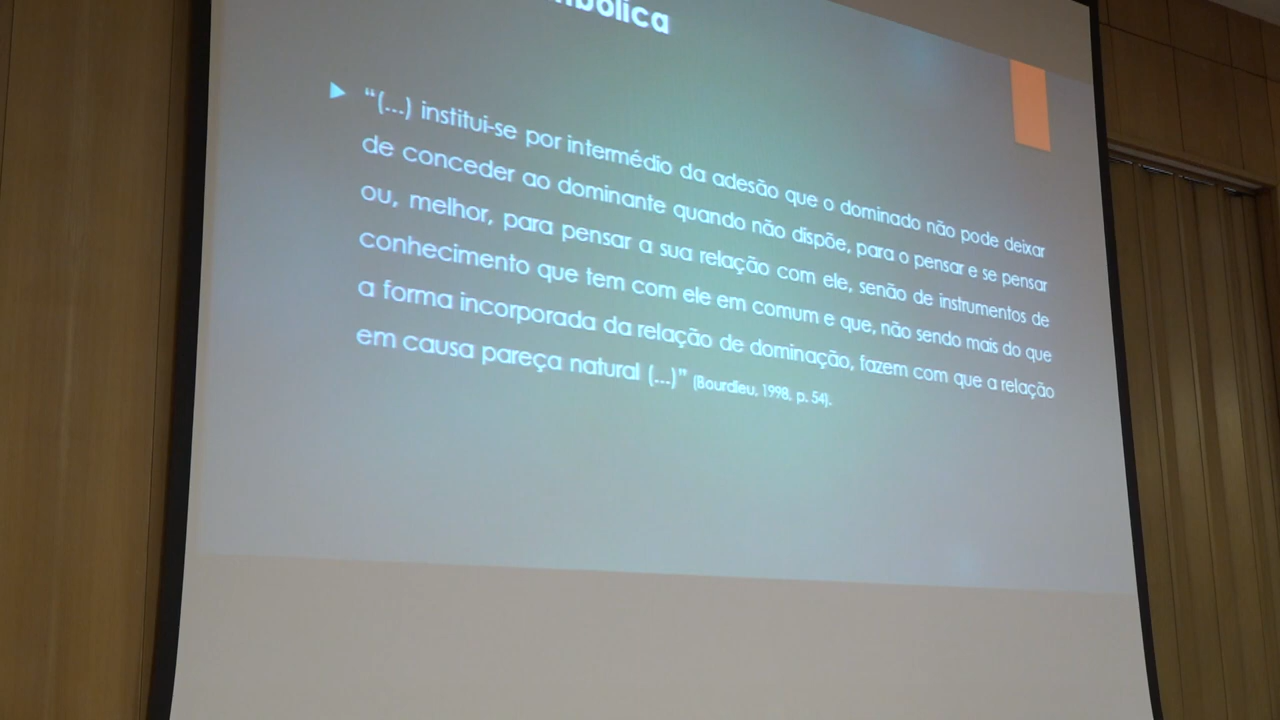 “(...) institui-se por intermédio da adesão que o dominado não pode deixar
de conceder ao dominante quando não dispõe, para o pensar e se pensar
ou, melhor, para pensar a sua relação com ele, senão de instrumentos de
conhecimento que tem com ele em comum e que, não sendo mais do que
a forma incorporada da relação de dominação, fazem com que a relação
em causa pareça natural (...)” (Bourdieu, 1998, p. 54).